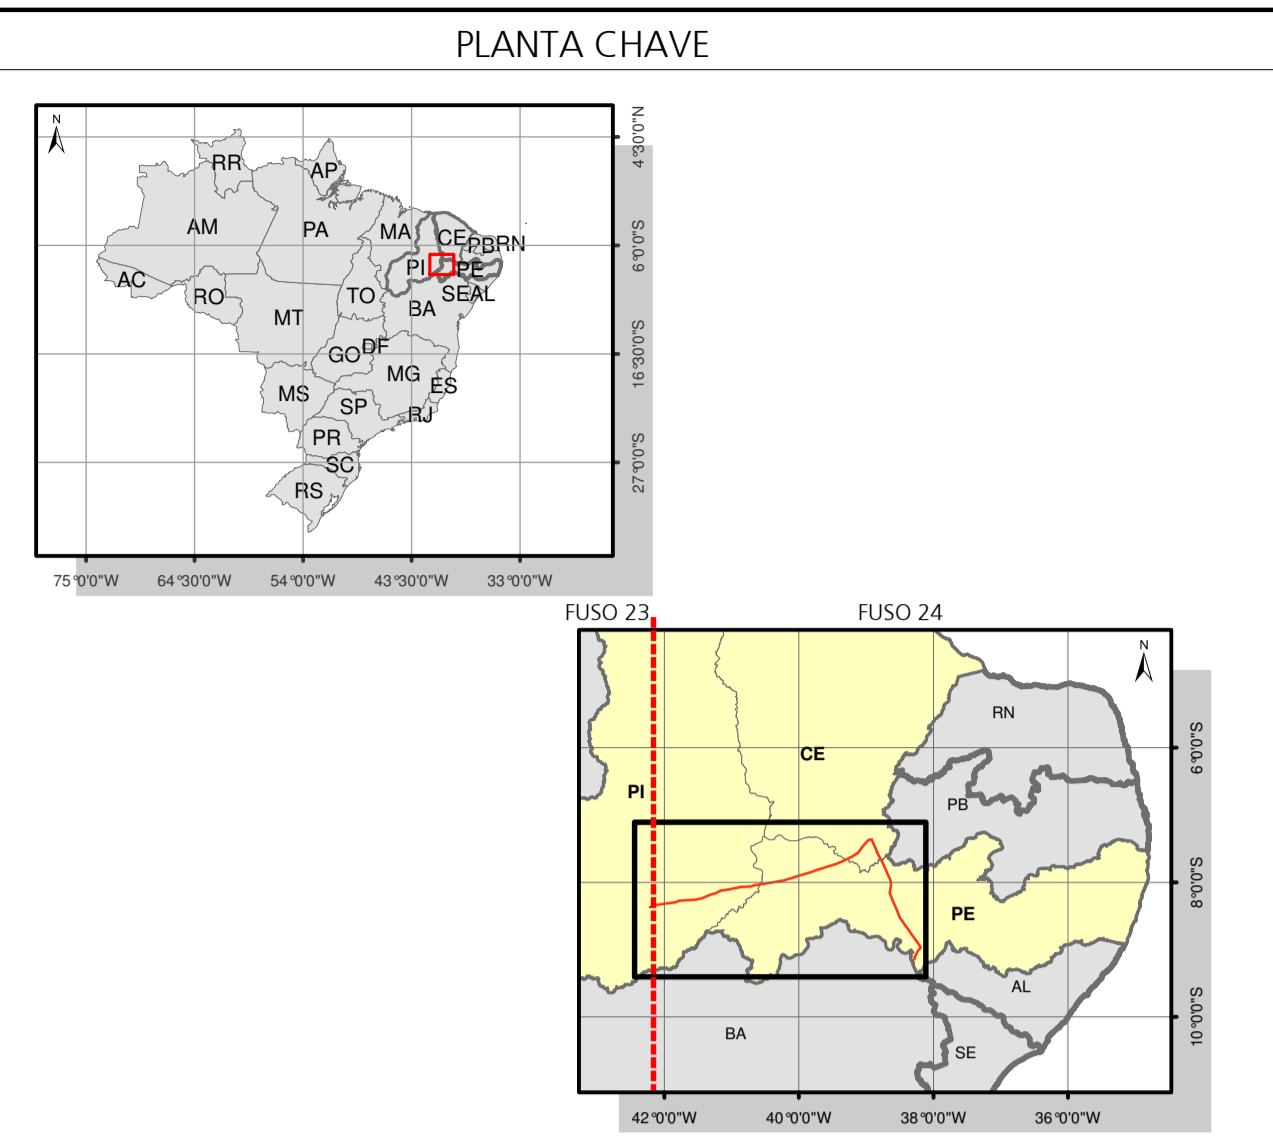 PLANTA CHAVE
N
RR
AP
AM
PA
MA
CE
PB
RN
AC
RO
PI
PE
TO
SE
AL
MT
BA
GO
DF
MG
ES
MS
SP
RJ
PR
SC
RS
4°30'0"N
6°0'0"S
16°30'0"S
27°0'0"S
75°0'0"W 64°30'0"W 54°0'0"W 43°30'0"W 33°0'0"W
FUSO 23 FUSO 24
N
RN
CE
PI
PB
PE
AL
BA
SE
6°0'0"S
8°0'0"S
10°0'0"S
42°0'0"W 40°0'0"W 38°0'0"W 36°0'0"W